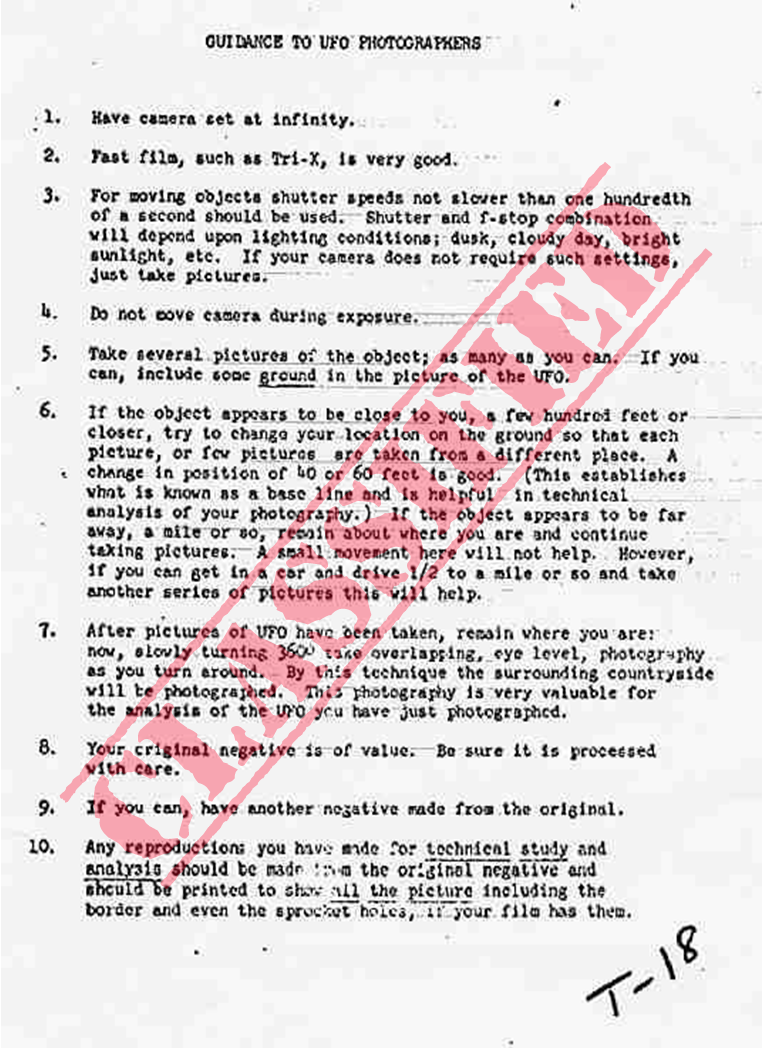 GUIDANCE TO UFO PHOTOGRAPHERS
1. Have camera set at infinity.
2. Fast film, such as Tri-X, is very good.
3. For moving objects shutter speeds not slower than one hundredth
of a second should be used. Shutter and f-stop combination
will depend upon lighting conditions; dusk, cloudy day, bright
sunlight, etc. If your camera does not require such settings,
just take pictures.
4. Do not move camera during exposure.
5. Take several pictures of the object; as many as you can. If you
can, include some ground in the picture of the UFO.
6. If the object appears to be close to you, a few hundred feet or
closer, try to change your location on the ground so that each
picture, or few pictures are taken from a different place. A
change in position of 40 or 60 feet is good. (This establishes
what is known as a base line and is helpful in technical
analysis of your photography.) If the object appears to be far
away, a mile or so, remain about where you are and continue
taking pictures. A small movement here will not help. However,
if you can get in a car and drive 1/2 to a mile or so and take
another series of pictures this will help.
7. After pictures of UFO have been taken, remain where you are:
now, slowly turning 360° take overlapping, eye level, photography
as you turn around. By this technique the surrounding countryside
will be photographed. This photography is very valuable for
the analysis of the UFO you have just photographed.
8. Your original negative is of value. Be sure it is processed
with care.
9. If you can, have another negative made from the original.
10. Any reproductions you have made for technical study and
analysis should be made from the original negative and
should be printed to show all the picture including the
border and even the sprocket holes, if your film has them.
T-18
CLASSIFIED